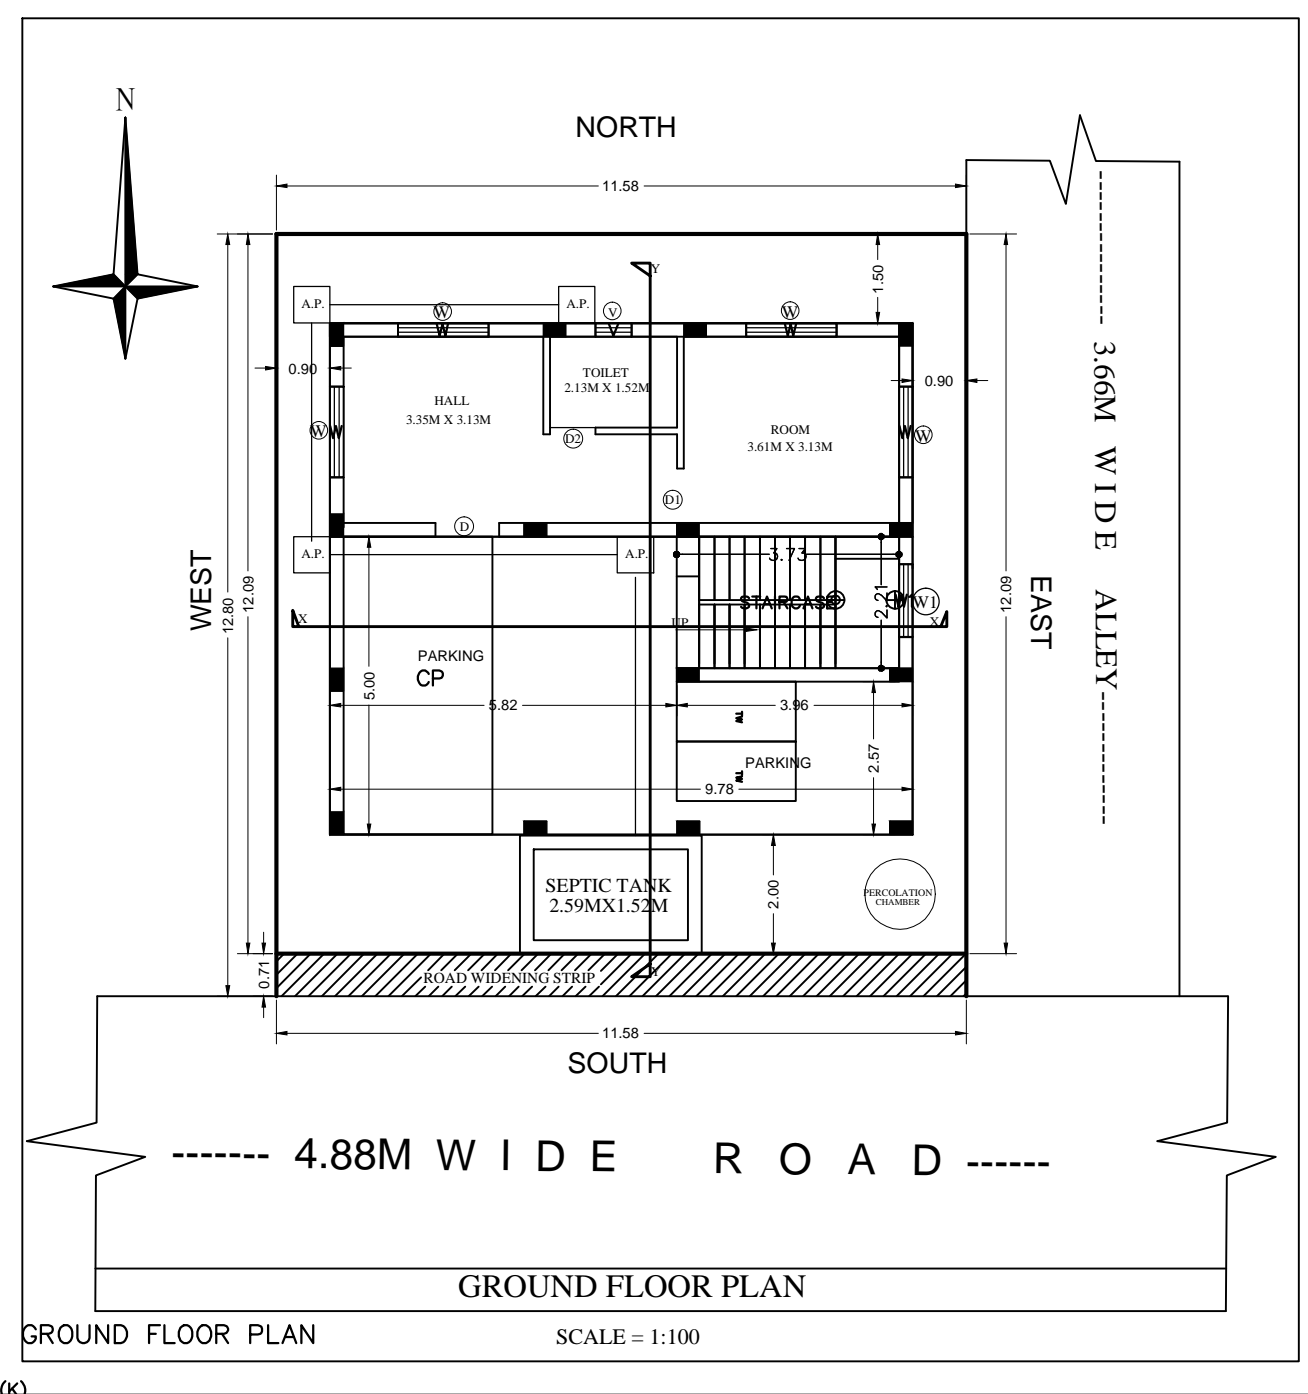 N
NORTH
11.58
Y
1.50
A.P.
A.P.
W
V
W
0.90
TOILET
2.13M X 1.52M
0.90
HALL
3.35M X 3.13M
ROOM
3.61M X 3.13M
W
W
W
W
D2
D1
D
A.P.
A.P.
3.73
WEST
12.80
12.09
STAIRCASE
2.21
W
W1
12.09
EAST
3.66M WIDE ALLEY
X
UP
X
PARKING
CP
5.00
5.82
3.96
TW
PARKING
TW
2.57
9.78
SEPTIC TANK
2.59MX1.52M
2.00
PERCOLATION
CHAMBER
0.71
ROAD WIDENING STRIP
Y
11.58
SOUTH
------- 4.88M W I D E R O A D ------
GROUND FLOOR PLAN
GROUND FLOOR PLAN
SCALE = 1:100
(K)